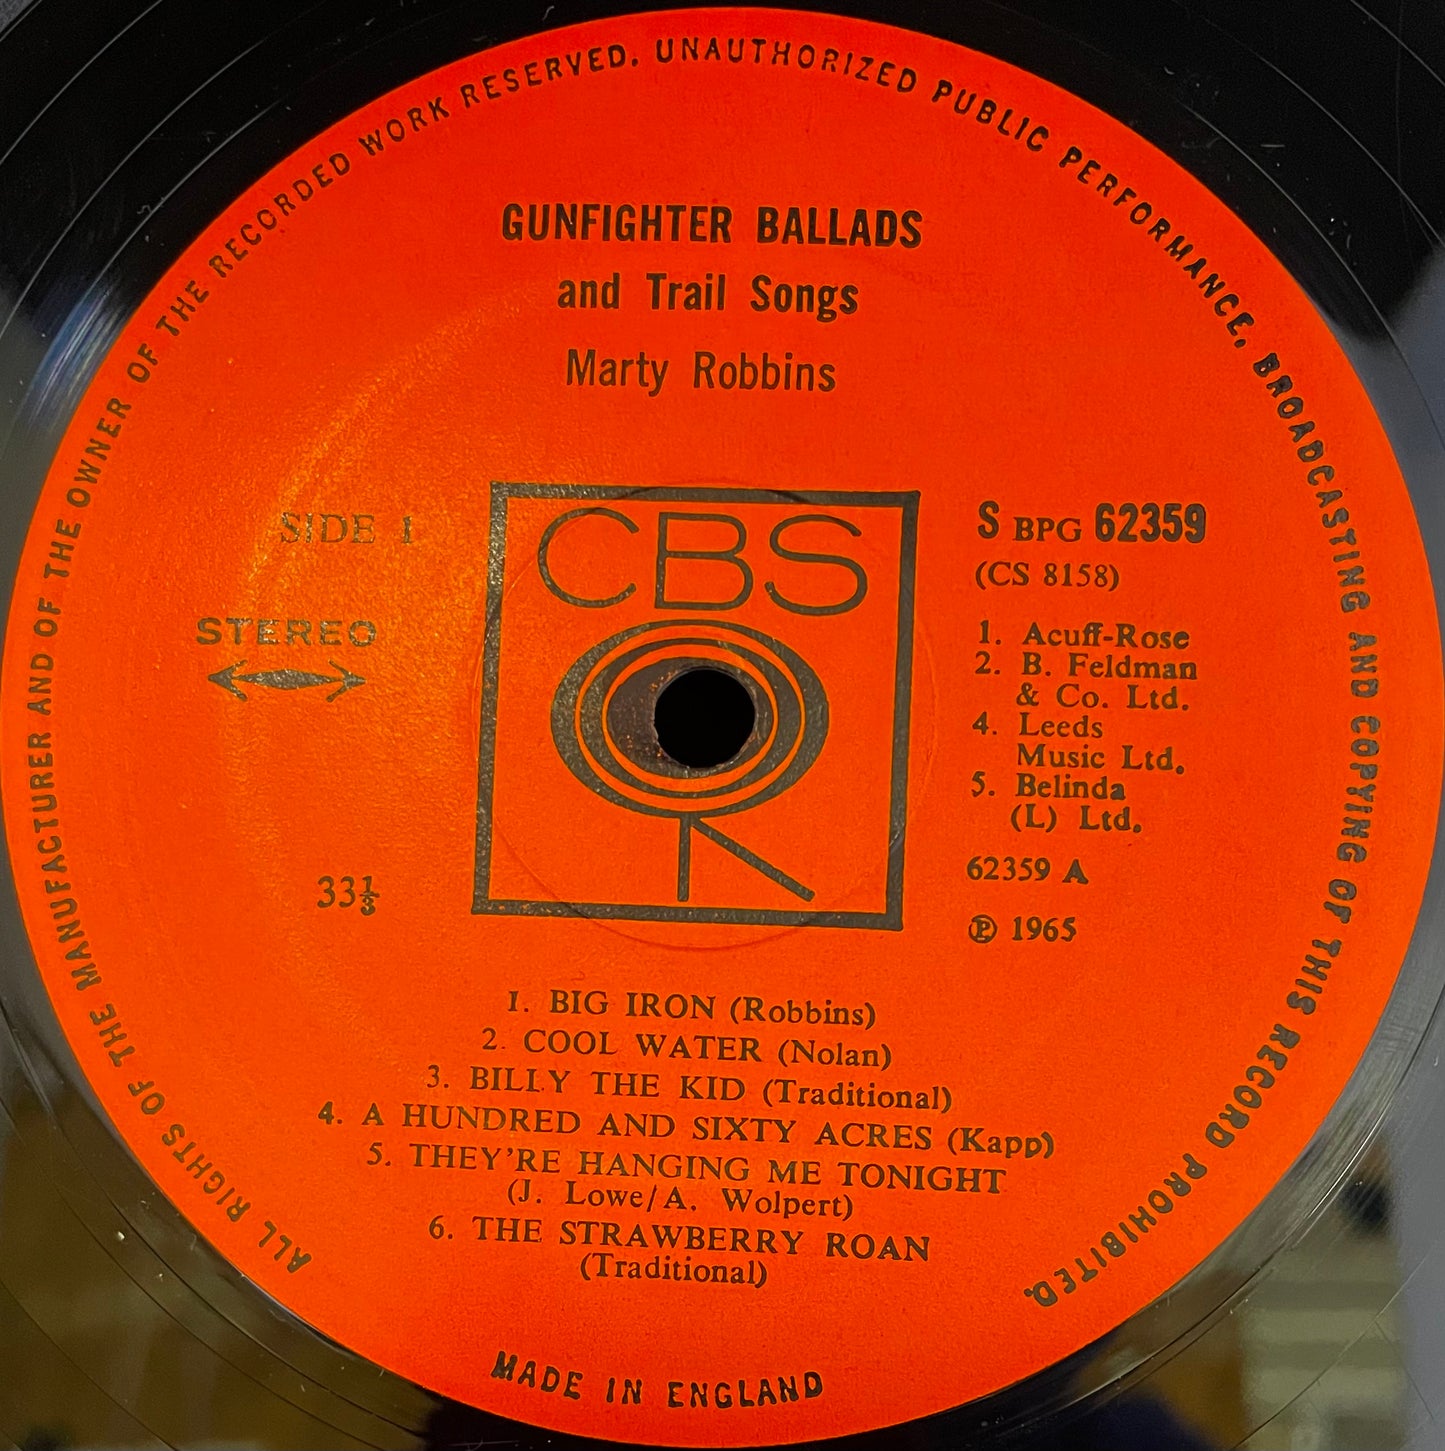 ALL RIGHTS OF THE MANUFACTURER AND OF THE OWNER OF THE RECORDED WORK RESERVED. UNAUTHORIZED PUBLIC PERFORMANCE, BROADCASTING AND COPYING OF THIS RECORD PROHIBITED.
GUNFIGHTER BALLADS
and Trail Songs
Marty Robbins
SIDE 1
STEREO
33⅓
CBS
S BPG 62359
(CS 8158)
1. Acuff-Rose
2. B. Feldman
& Co. Ltd.
4. Leeds
Music Ltd.
5. Belinda
(L) Ltd.
62359 A
℗ 1965
1. BIG IRON (Robbins)
2. COOL WATER (Nolan)
3. BILLY THE KID (Traditional)
4. A HUNDRED AND SIXTY ACRES (Kapp)
5. THEY'RE HANGING ME TONIGHT
(J. Lowe/A. Wolpert)
6. THE STRAWBERRY ROAN
(Traditional)
MADE IN ENGLAND